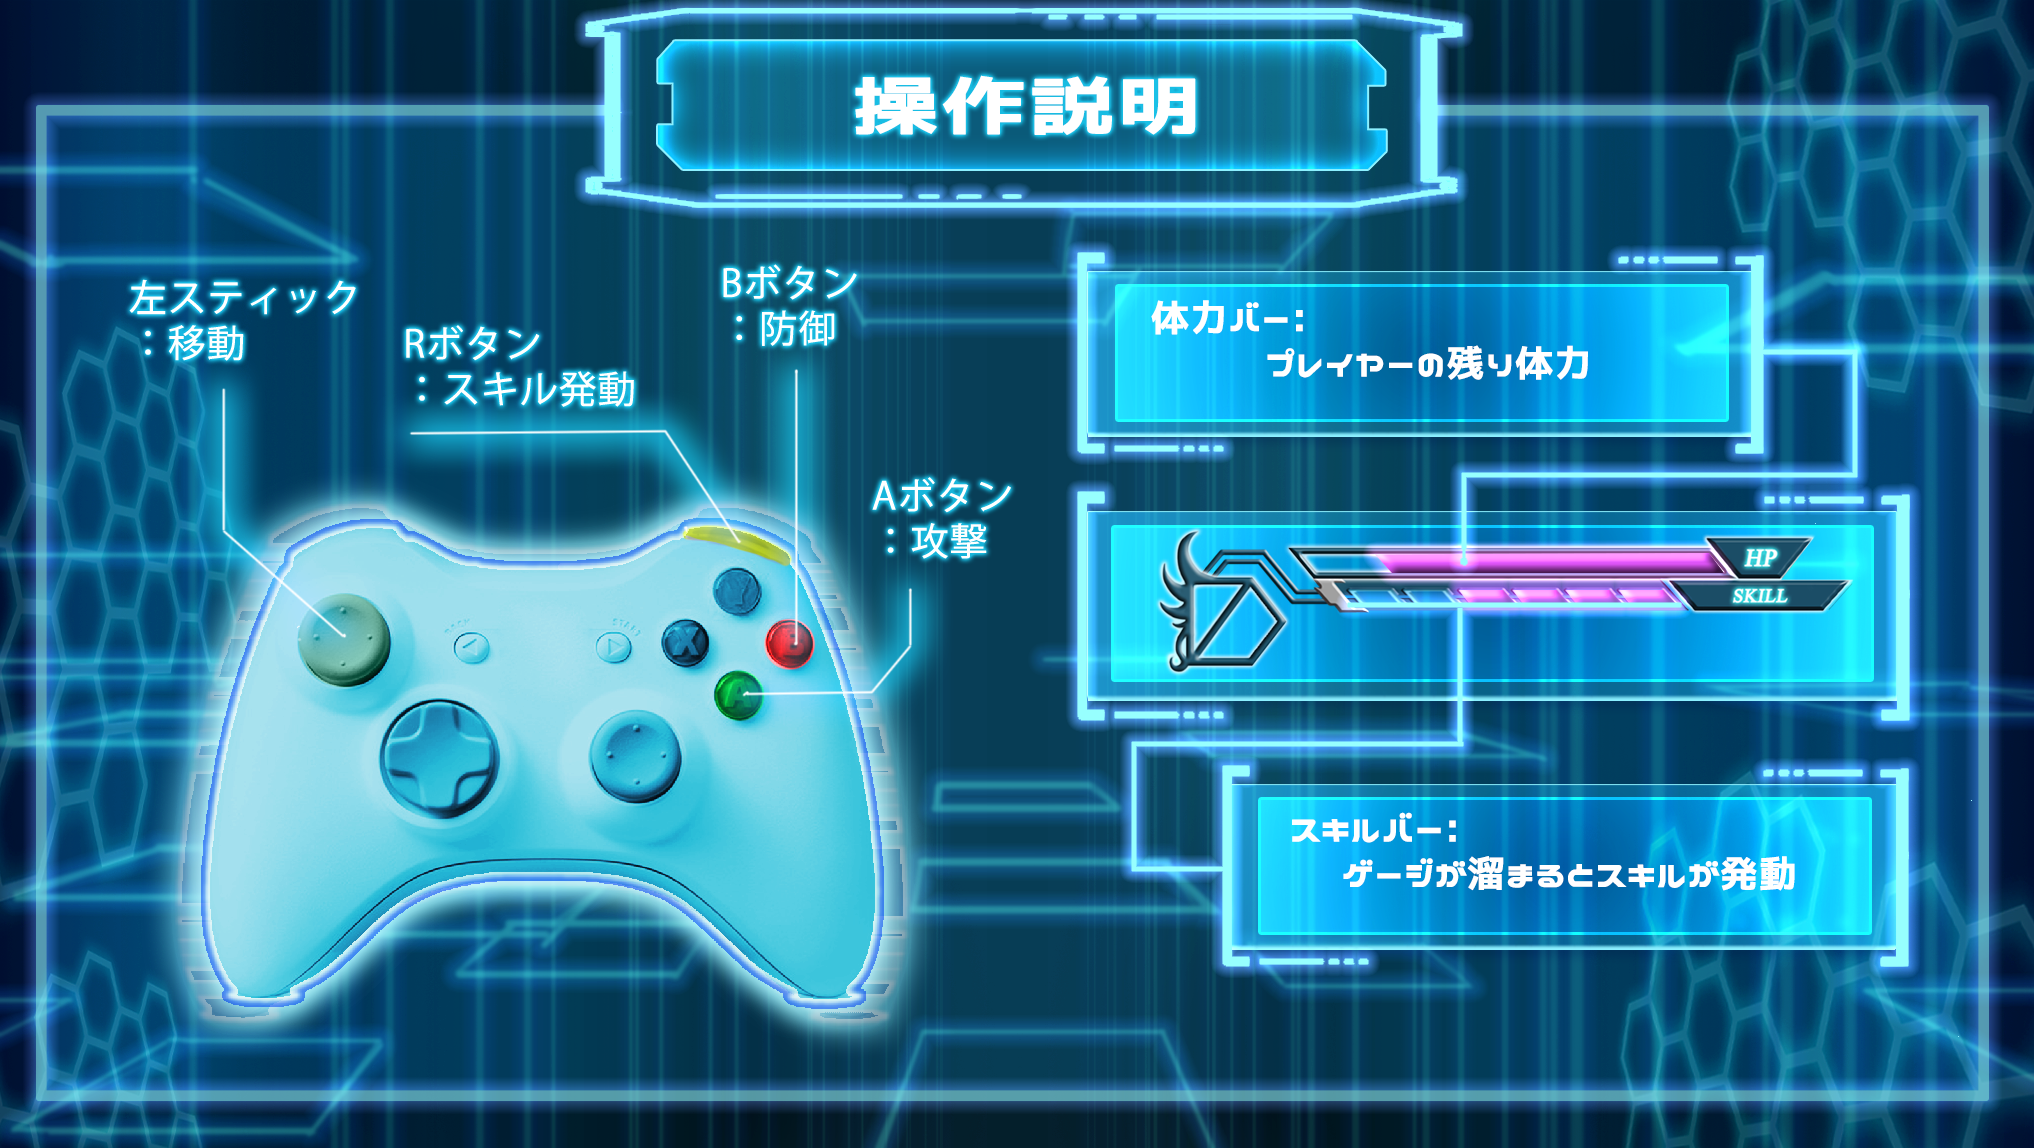 操作説明
左スティック
：移動
Rボタン
：スキル発動
Bボタン
：防御
Aボタン
：攻撃
BACK
START
Y
X
A
体力バー：
プレイヤーの残り体力
HP
SKILL
スキルバー：
ゲージが溜まるとスキルが発動